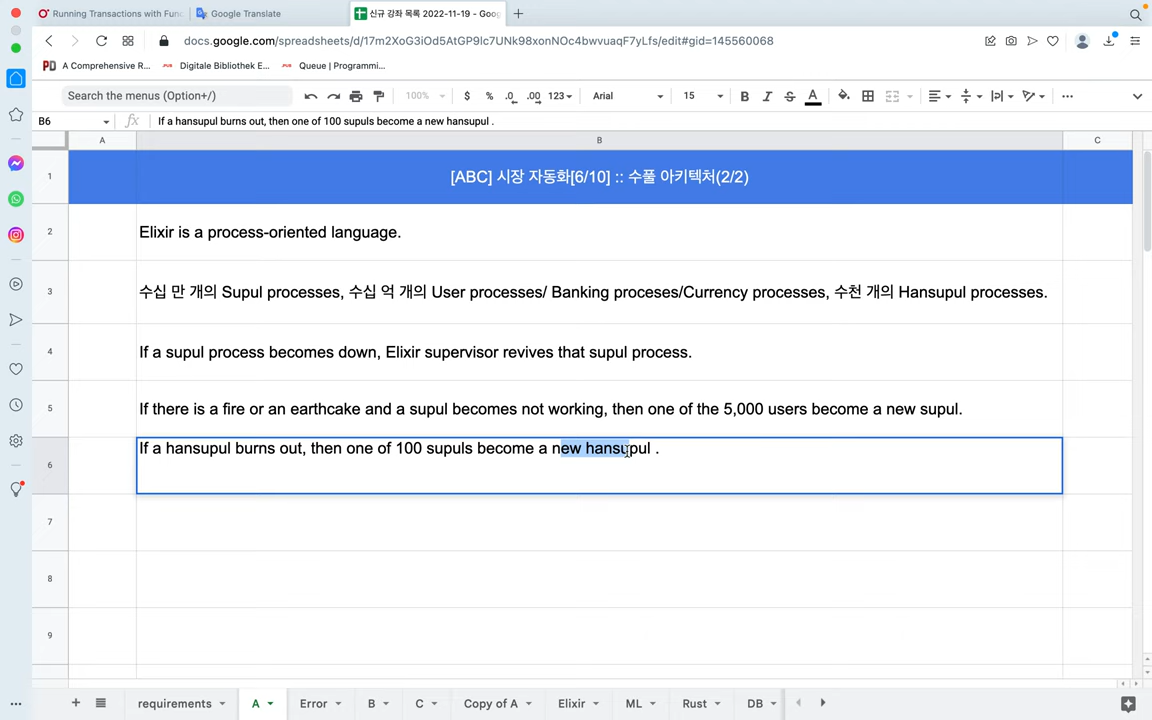 Running Transactions with Func
Google Translate
신규 강좌 목록 2022-11-19 - Goog
docs.google.com/spreadsheets/d/17m2XoG3iOd5AtGP9lc7UNk98xonNOc4bwvuaqF7yLfs/edit#gid=145560068
PD A Comprehensive R...
Digitale Bibliothek E...
Queue | Programmi...
Search the menus (Option+/)
100%
$ % .0 .00 123
Arial
15
B I S A
B6
fx
If a hansupul burns out, then one of 100 supuls become a new hansupul .
A B C
1 [ABC] 시장 자동화[6/10] :: 수풀 아키텍처(2/2)
2 Elixir is a process-oriented language.
3 수십 만 개의 Supul processes, 수십 억 개의 User processes/ Banking proceses/Currency processes, 수천 개의 Hansupul processes.
4 If a supul process becomes down, Elixir supervisor revives that supul process.
5 If there is a fire or an earthcake and a supul becomes not working, then one of the 5,000 users become a new supul.
6 If a hansupul burns out, then one of 100 supuls become a new hansupul .
7
8
9
requirements A Error B C Copy of A Elixir ML Rust DB